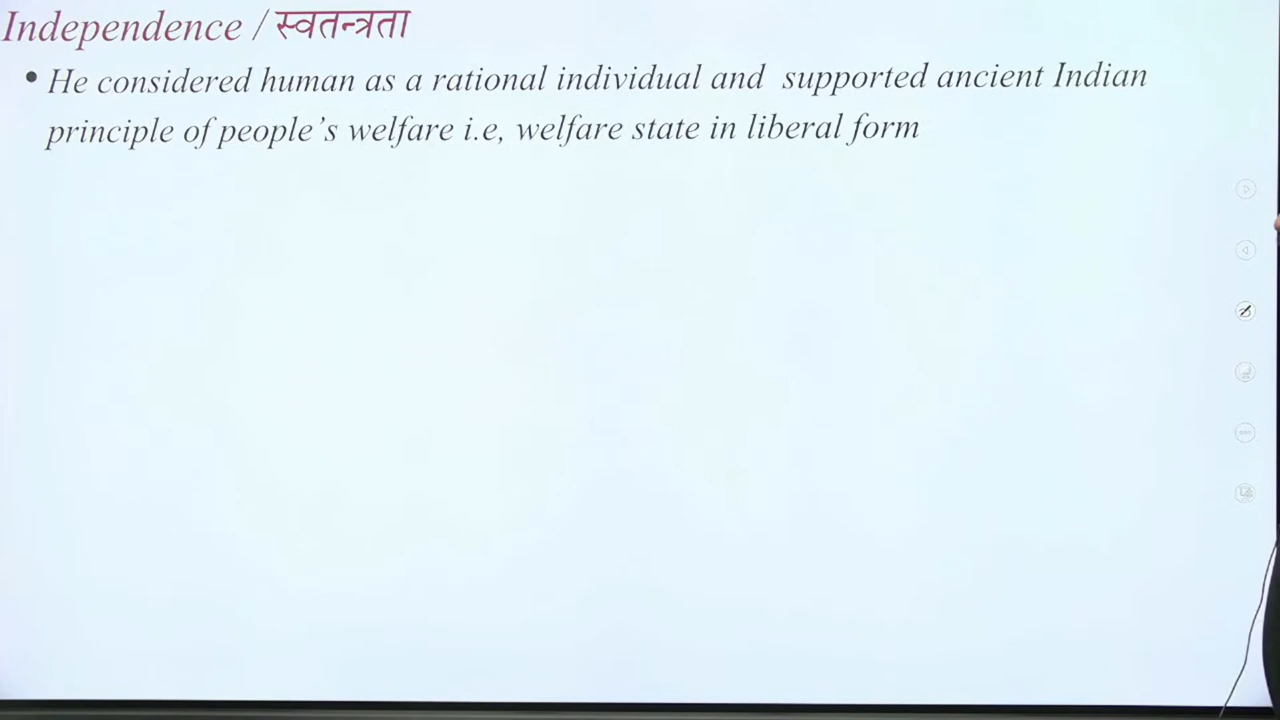 Independence / स्वतन्त्रता
• He considered human as a rational individual and supported ancient Indian
principle of people’s welfare i.e, welfare state in liberal form